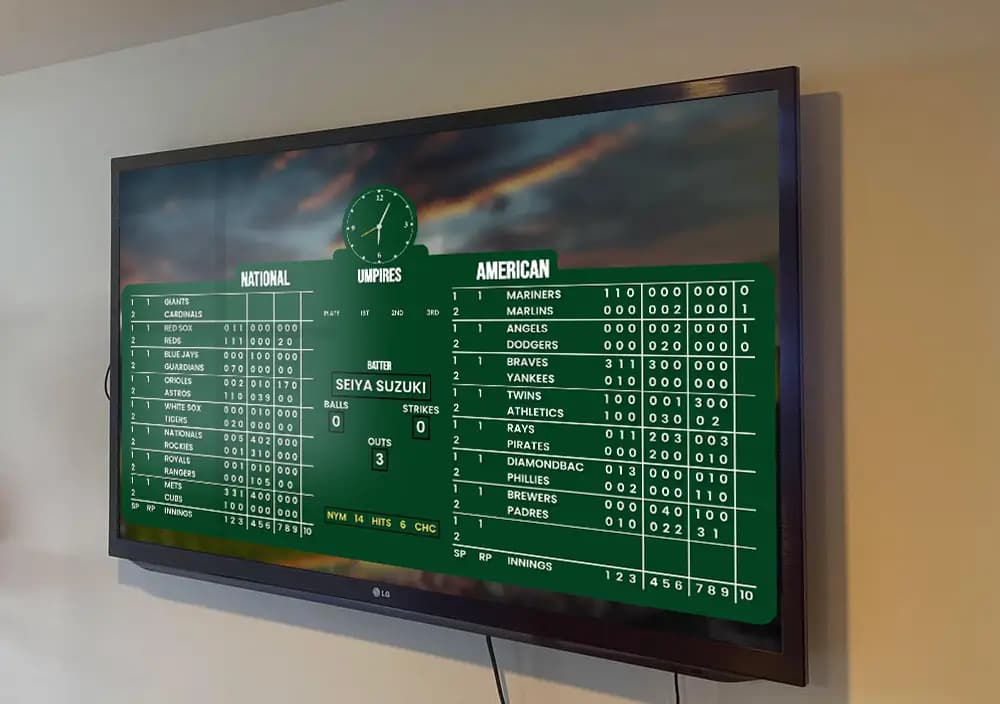 12
9 3
6
NATIONAL
1 1 GIANTS
2 CARDINALS
1 1 RED SOX 0 1 1 0 0 0 0 0 0
2 REDS 1 1 1 0 0 0 2 0
1 1 BLUE JAYS 0 0 0 1 0 0 0 0 0
2 GUARDIANS 0 7 0 0 0 0 0 0
1 1 ORIOLES 0 0 2 0 1 0 1 7 0
2 ASTROS 1 1 0 0 3 9 0 0
1 1 WHITE SOX 0 0 0 0 1 0 0 0 0
2 TIGERS 0 2 0 0 0 0 0 0
1 1 NATIONALS 0 0 5 4 0 2 0 0 0
2 ROCKIES 0 0 1 3 1 0 0 0 0
1 1 ROYALS 0 0 1 0 1 0 0 0 0
2 RANGERS 0 0 0 1 0 5 0 0
1 1 METS 3 3 1 4 0 0 0 0 0
2 CUBS 1 0 0 0 0 0 0 0 0
SP RP INNINGS 1 2 3 4 5 6 7 8 9 10
UMPIRES
PLATE 1ST 2ND 3RD
BATTER
SEIYA SUZUKI
BALLS STRIKES
0 0
OUTS
3
NYM 14 HITS 6 CHC
AMERICAN
1 1 MARINERS 1 1 0 0 0 0 0 0 0 0
2 MARLINS 0 0 0 0 0 2 0 0 0 1
1 1 ANGELS 0 0 0 0 0 2 0 0 0 1
2 DODGERS 0 0 0 0 2 0 0 0 0 0
1 1 BRAVES 3 1 1 3 0 0 0 0 0
2 YANKEES 0 1 0 0 0 0 0 0 0
1 1 TWINS 1 0 0 0 0 1 3 0 0
2 ATHLETICS 1 0 0 0 3 0 0 2
1 1 RAYS 0 1 1 2 0 3 0 0 3
2 PIRATES 0 0 0 2 0 0 0 1 0
1 1 DIAMONDBAC 0 1 3 0 0 0 0 1 0
2 PHILLIES 0 0 2 0 0 0 1 1 0
1 1 BREWERS 0 0 0 0 4 0 1 0 0
2 PADRES 0 1 0 0 2 2 3 1
1 1
2
SP RP INNINGS 1 2 3 4 5 6 7 8 9 10
LG